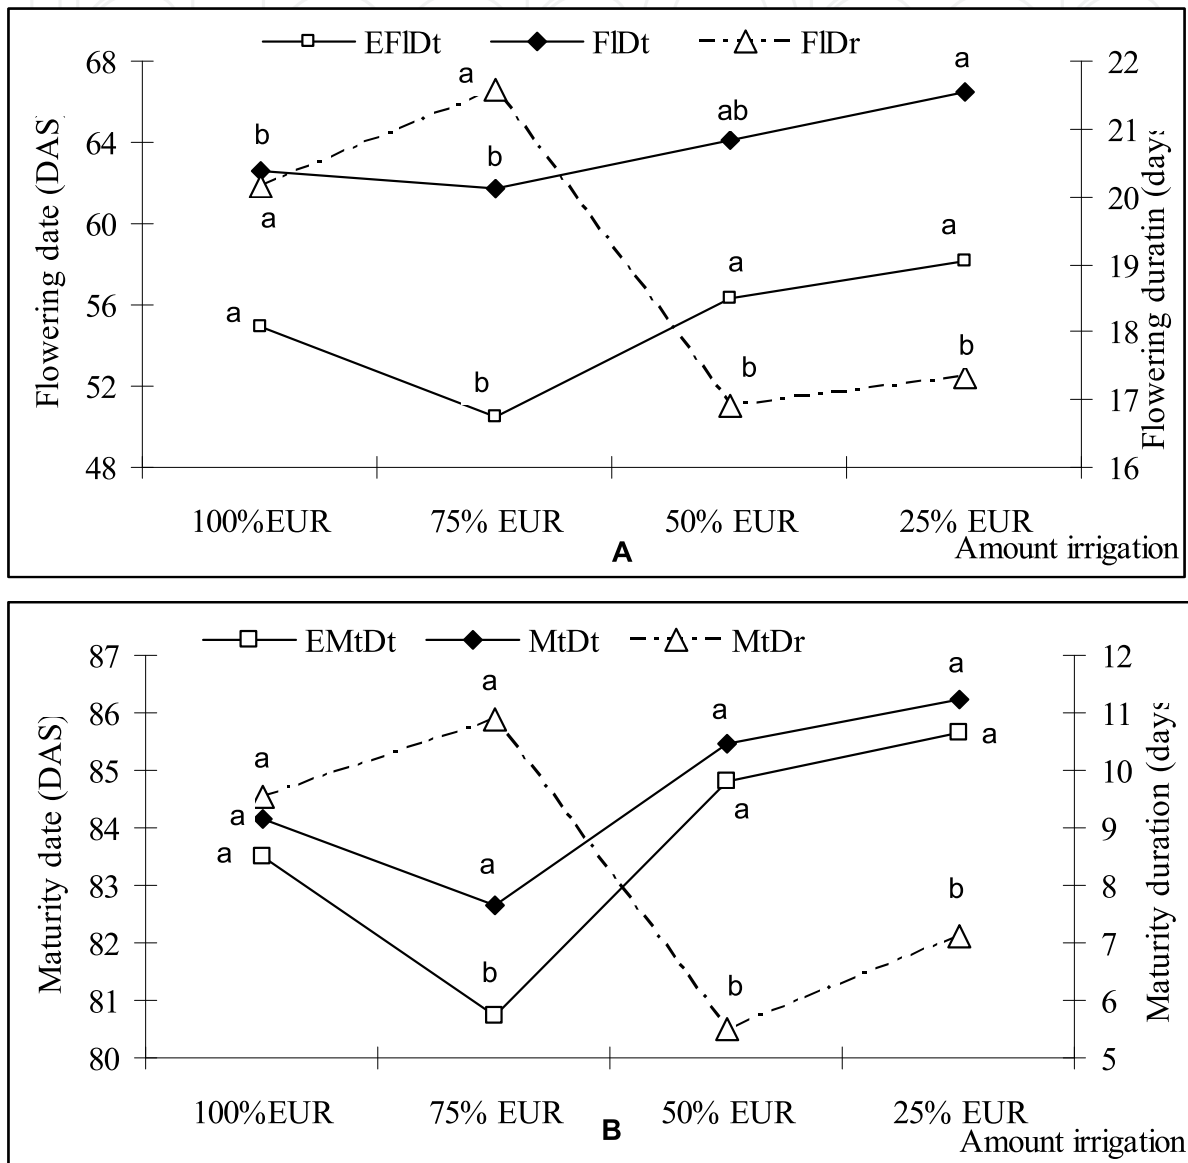 EFlDt FlDt FlDr
68 22
64 21
60 20
56 19
52 18
48 17
16
Flowering date (DAS)
Flowering duratin (days
a
a
b
ab
a
b
a
a
a
a
b
b
b
100%EUR 75% EUR 50% EUR 25% EUR
A
Amount irrigation
EMtDt MtDt MtDr
87 12
86 11
85 10
84 9
83 8
82 7
81 6
80 5
Maturity date (DAS)
Maturity duration (days
a
a
a
a
a
a
a
a
a
b
b
b
100%EUR 75% EUR 50% EUR 25% EUR
B
Amount irrigation